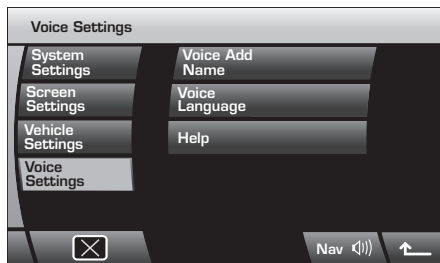 Voice Settings
System
Settings
Screen
Settings
Vehicle
Settings
Voice
Settings
Voice Add
Name
Voice
Language
Help
Nav